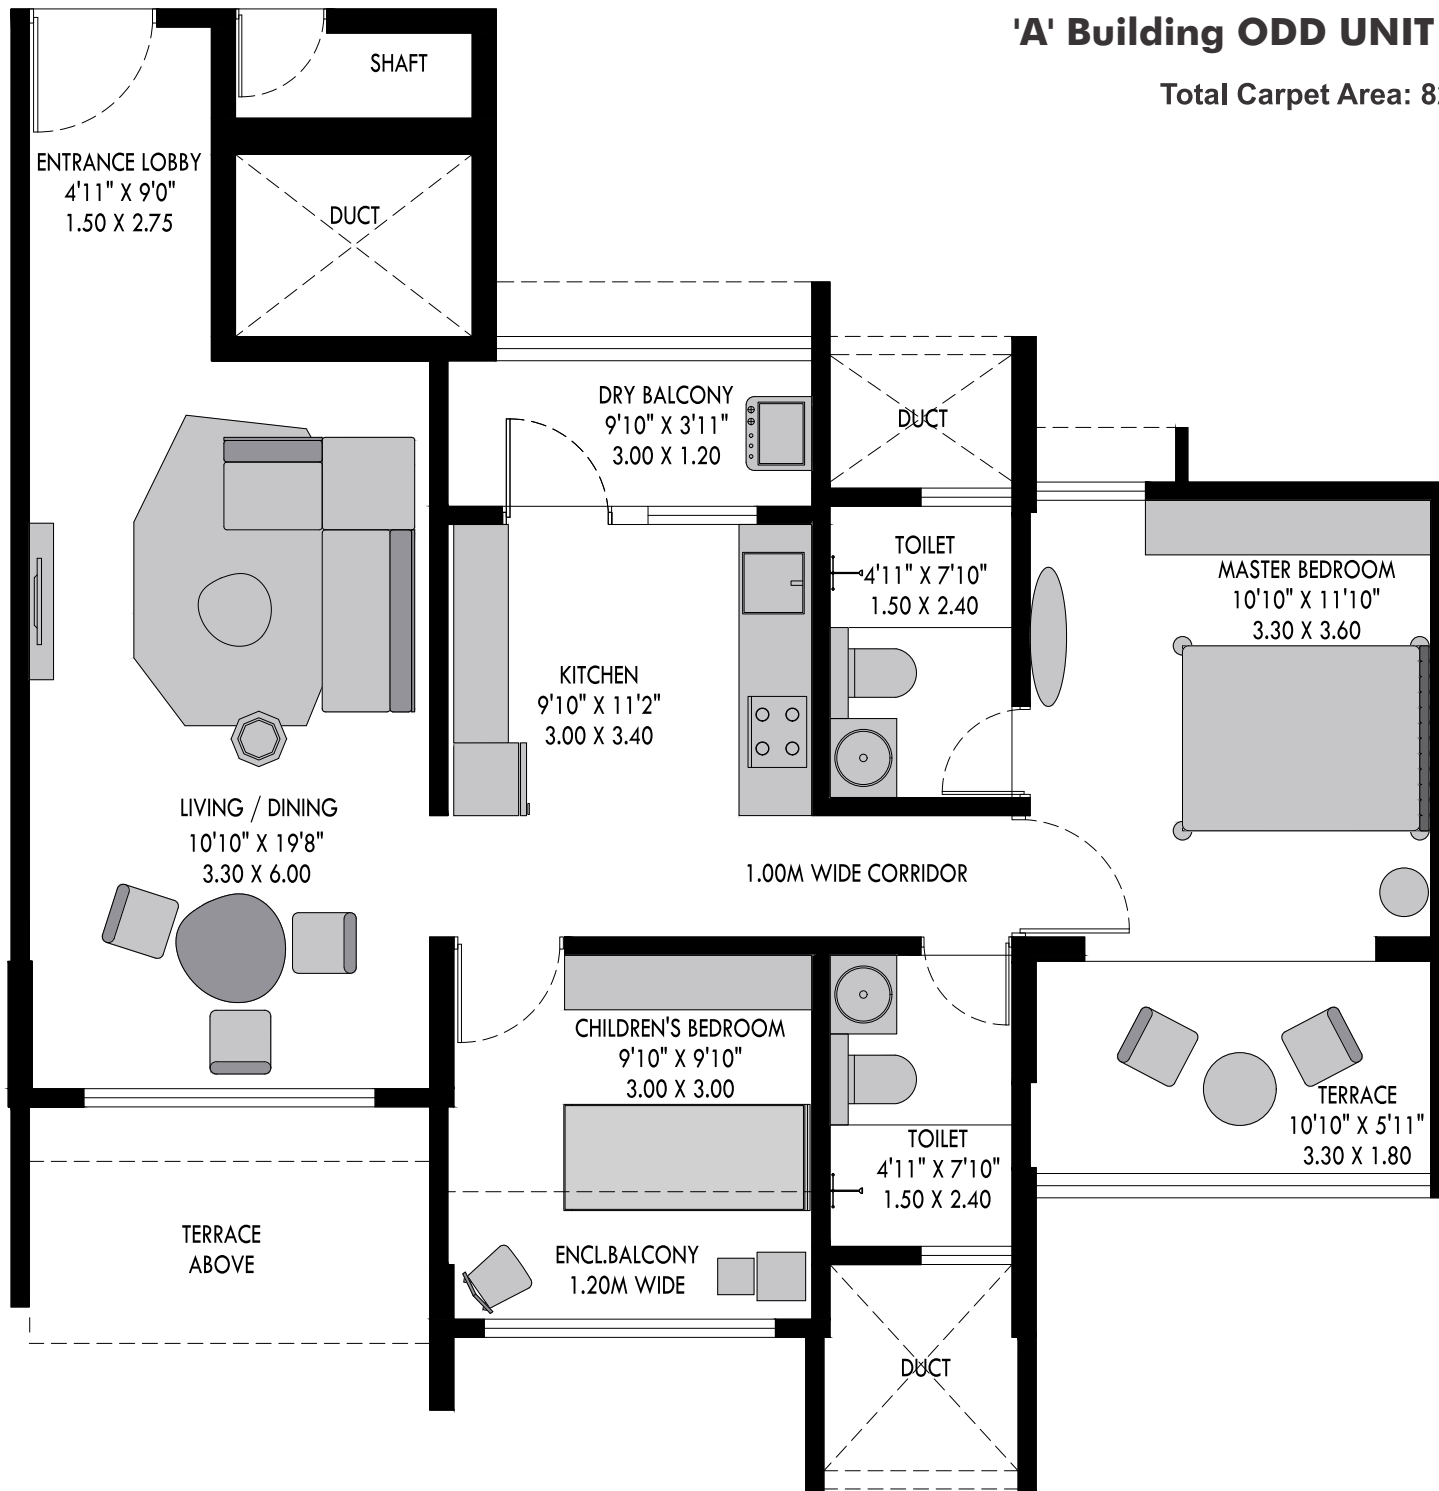 'A' Building ODD UNIT
Total Carpet Area:
SHAFT
ENTRANCE LOBBY
4'11" X 9'0"
1.50 X 2.75
DUCT
DRY BALCONY
9'10" X 3'11"
3.00 X 1.20
DUCT
TOILET
4'11" X 7'10"
1.50 X 2.40
MASTER BEDROOM
10'10" X 11'10"
3.30 X 3.60
KITCHEN
9'10" X 11'2"
3.00 X 3.40
LIVING / DINING
10'10" X 19'8"
3.30 X 6.00
1.00M WIDE CORRIDOR
CHILDREN'S BEDROOM
9'10" X 9'10"
3.00 X 3.00
TERRACE
10'10" X 5'11"
3.30 X 1.80
TOILET
4'11" X 7'10"
1.50 X 2.40
TERRACE
ABOVE
ENCL.BALCONY
1.20M WIDE
DUCT